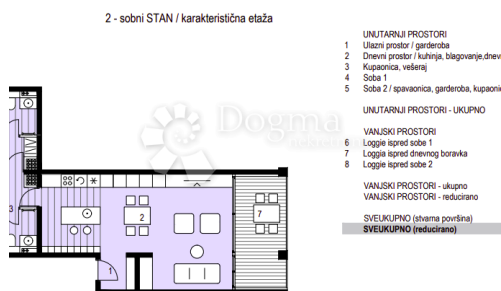 2 - sobni STAN / karakteristična etaža
UNUTARNJI PROSTORI
1 Ulazni prostor / garderoba
2 Dnevni prostor / kuhinja, blagovanje,dnevn
3 Kupaonica, vešeraj
4 Soba 1
5 Soba 2 / spavaonica, garderoba, kupaonic
UNUTARNJI PROSTORI - UKUPNO
VANJSKI PROSTORI
6 Loggie ispred sobe 1
7 Loggia ispred dnevnog boravka
8 Loggie ispred sobe 2
VANJSKI PROSTORI - ukupno
VANJSKI PROSTORI - reducirano
SVEUKUPNO (stvarna površina)
SVEUKUPNO (reducirano)
Dogma
3
2
7
1